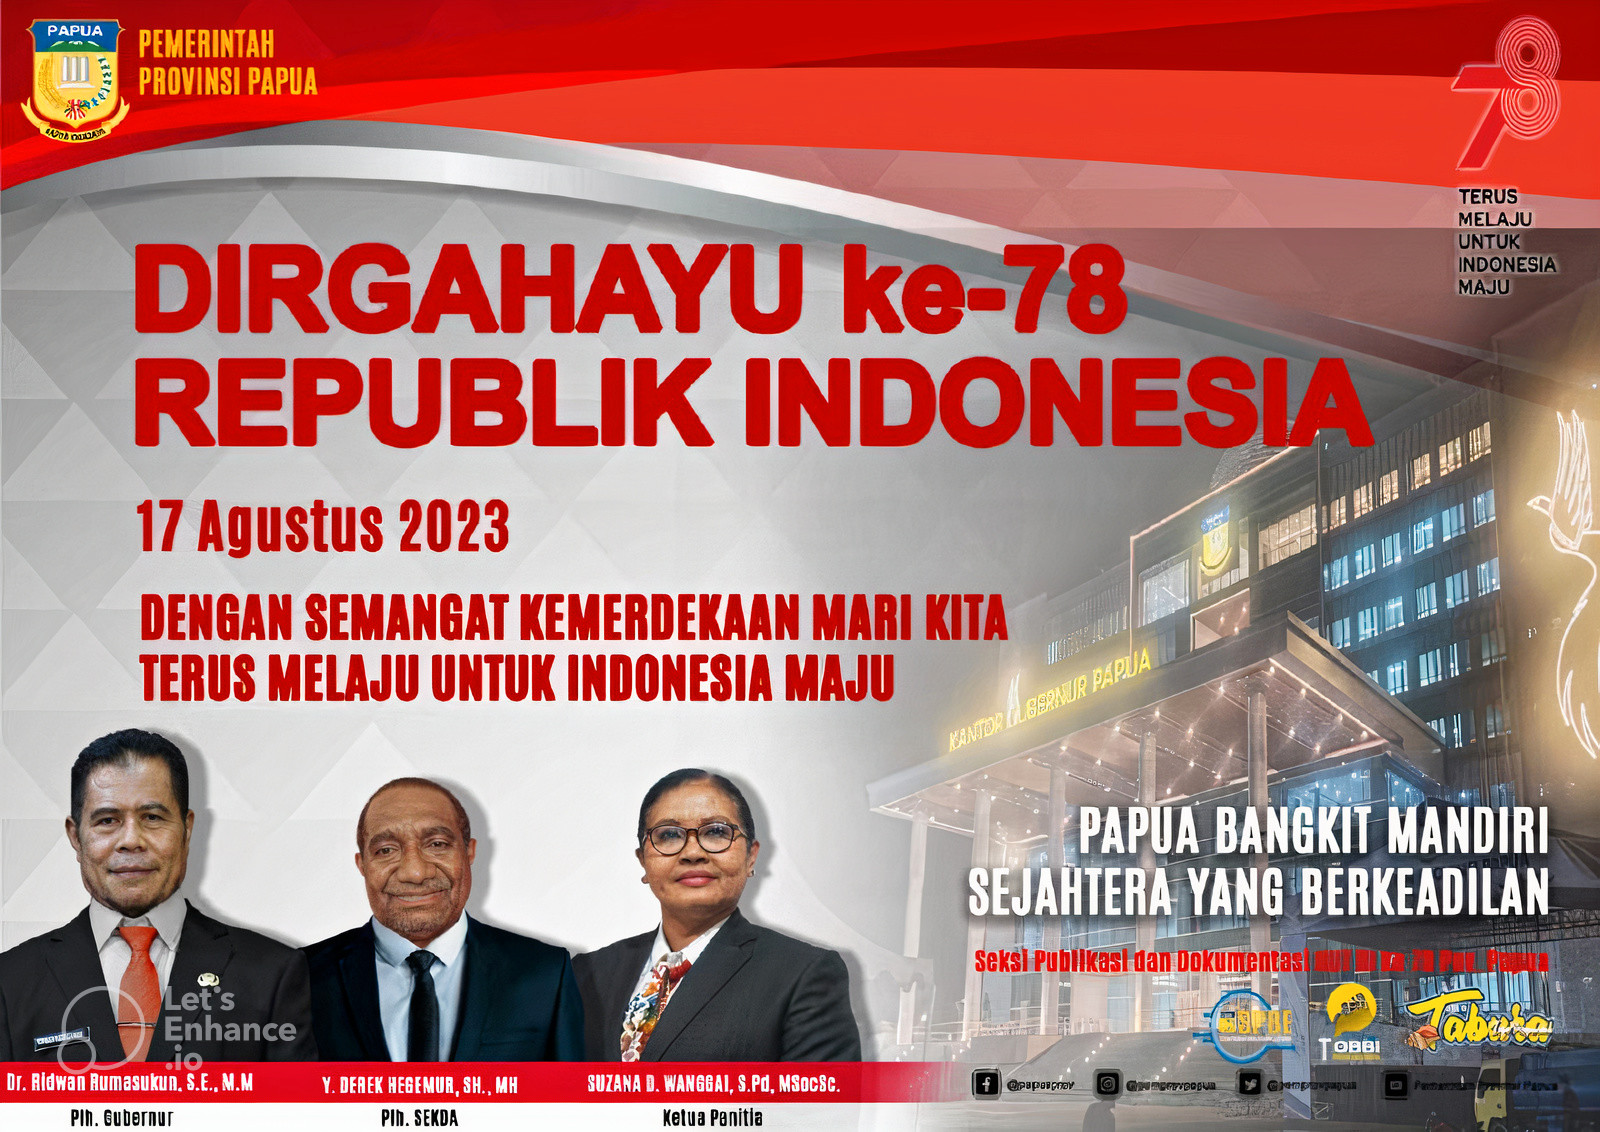 PAPUA
PEMERINTAH
PROVINSI PAPUA
78
TERUS
MELAJU
UNTUK
INDONESIA
MAJU
DIRGAHAYU ke-78
REPUBLIK INDONESIA
17 Agustus 2023
DENGAN SEMANGAT KEMERDEKAAN MARI KITA
TERUS MELAJU UNTUK INDONESIA MAJU
KANTOR GUBERNUR PAPUA
PAPUA BANGKIT MANDIRI
SEJAHTERA YANG BERKEADILAN
Seksi Publikasi dan Dokumentasi
TOBBI
Tabura
Let's
Enhance
.io
Dr. Ridwan Rumasukun, S.E., M.M
Plh. Gubernur
Y. DEREK HEGEMUR, SH., MH
Plh. SEKDA
SUZANA D. WANGGAI, S.Pd, MSocSc.
Ketua Panitia